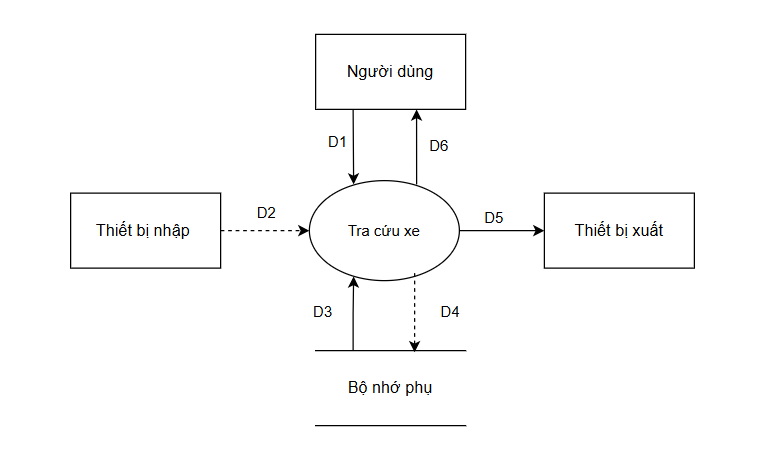 Người dùng
D1
D6
Thiết bị nhập
D2
Tra cứu xe
D5
Thiết bị xuất
D3
D4
Bộ nhớ phụ